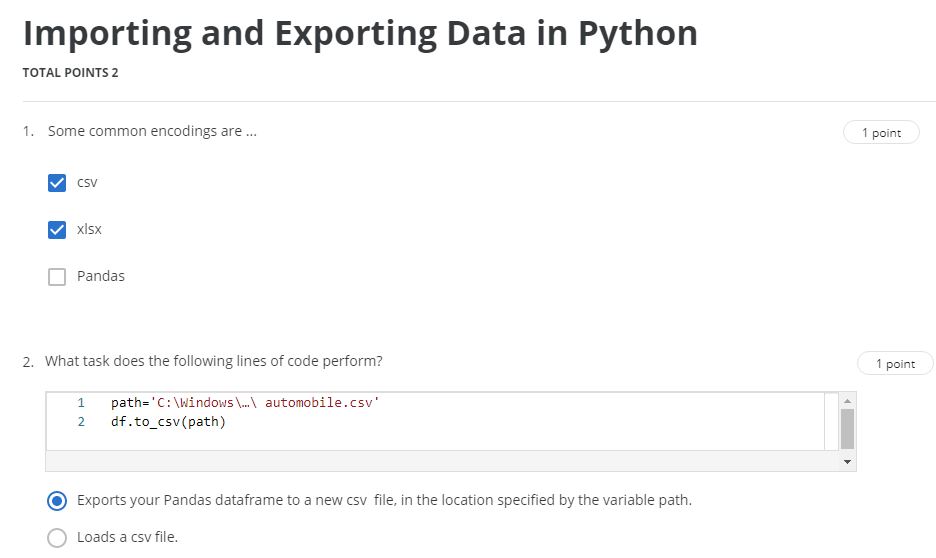 Importing and Exporting Data in Python
TOTAL POINTS 2
1. Some common encodings are ...
1 point
csv
xlsx
Pandas
2. What task does the following lines of code perform?
1 point
1 path='C:\Windows\…\ automobile.csv'
2 df.to_csv(path)
Exports your Pandas dataframe to a new csv file, in the location specified by the variable path.
Loads a csv file.